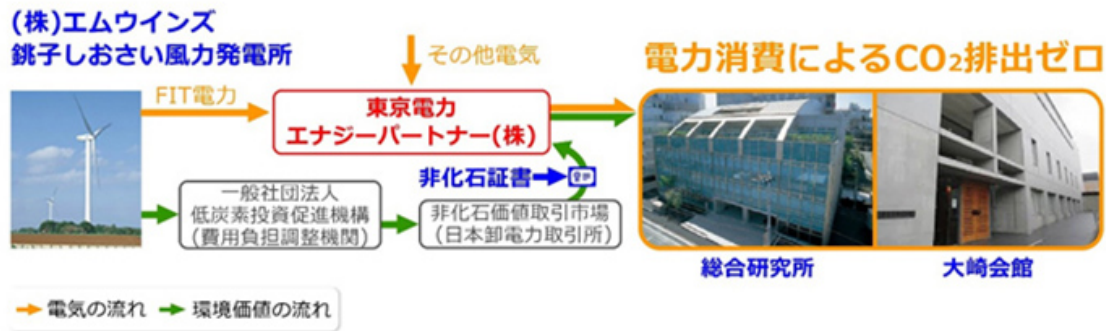 (株)エムウインズ
銚子しおさい風力発電所
その他電気
電力消費によるCO₂排出ゼロ
FIT電力
東京電力
エナジーパートナー(株)
非化石証書
一般社団法人
低炭素投資促進機構
(費用負担調整機関)
非化石価値取引市場
(日本卸電力取引所)
総合研究所
大崎会館
電気の流れ
環境価値の流れ